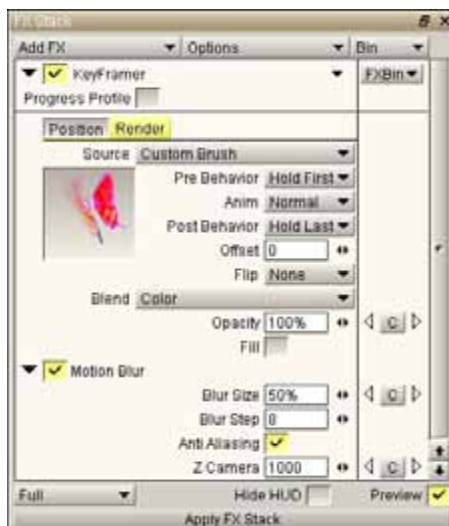 FX Stack
Add FX Options Bin
KeyFramer FXBin
Progress Profile
Position Render
Source Custom Brush
Pre Behavior Hold First
Anim Normal
Post Behavior Hold Last
Offset 0
Flip None
Blend Color
Opacity 100% C
Fill
Motion Blur
Blur Size 50% C
Blur Step 8
Anti Aliasing
Z Camera 1000 C
Full Hide HUD Preview
Apply FX Stack